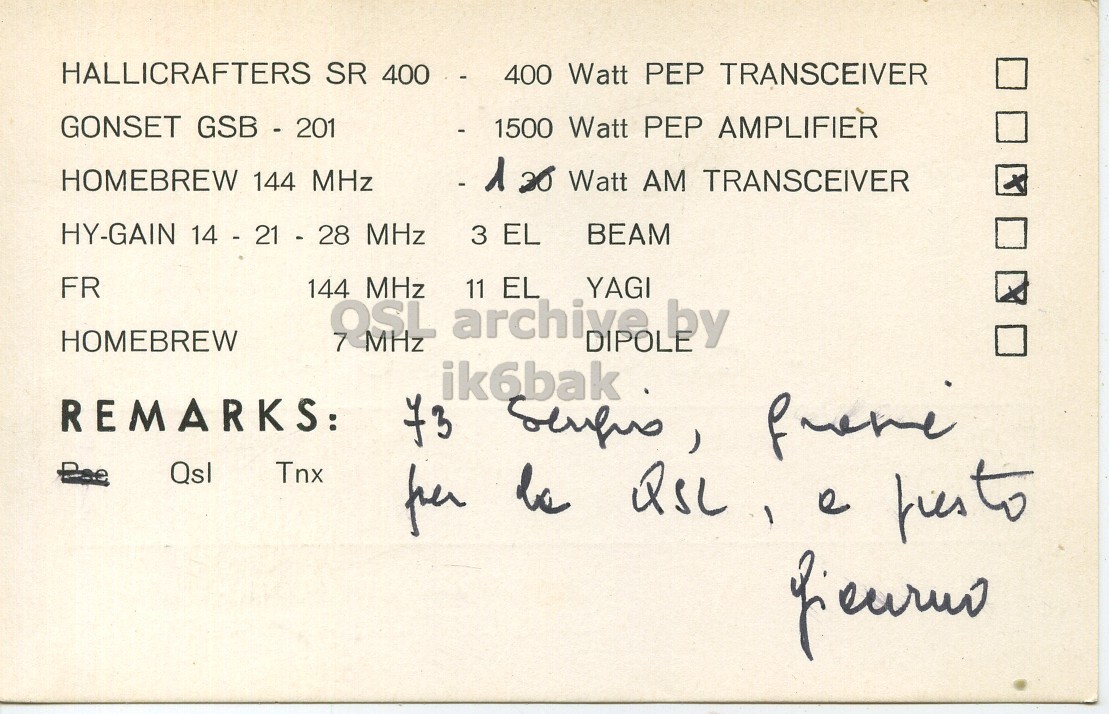 HALLICRAFTERS SR 400 - 400 Watt PEP TRANSCEIVER
GONSET GSB - 201 - 1500 Watt PEP AMPLIFIER
HOMEBREW 144 MHz - 1 30 Watt AM TRANSCEIVER
HY-GAIN 14 - 21 - 28 MHz 3 EL BEAM
FR 144 MHz 11 EL YAGI
QSL archive by
HOMEBREW 7 MHz DIPOLE
ik6bak
REMARKS: 73 Sergio, Grazie
Pse Qsl Tnx per la QSL, a presto